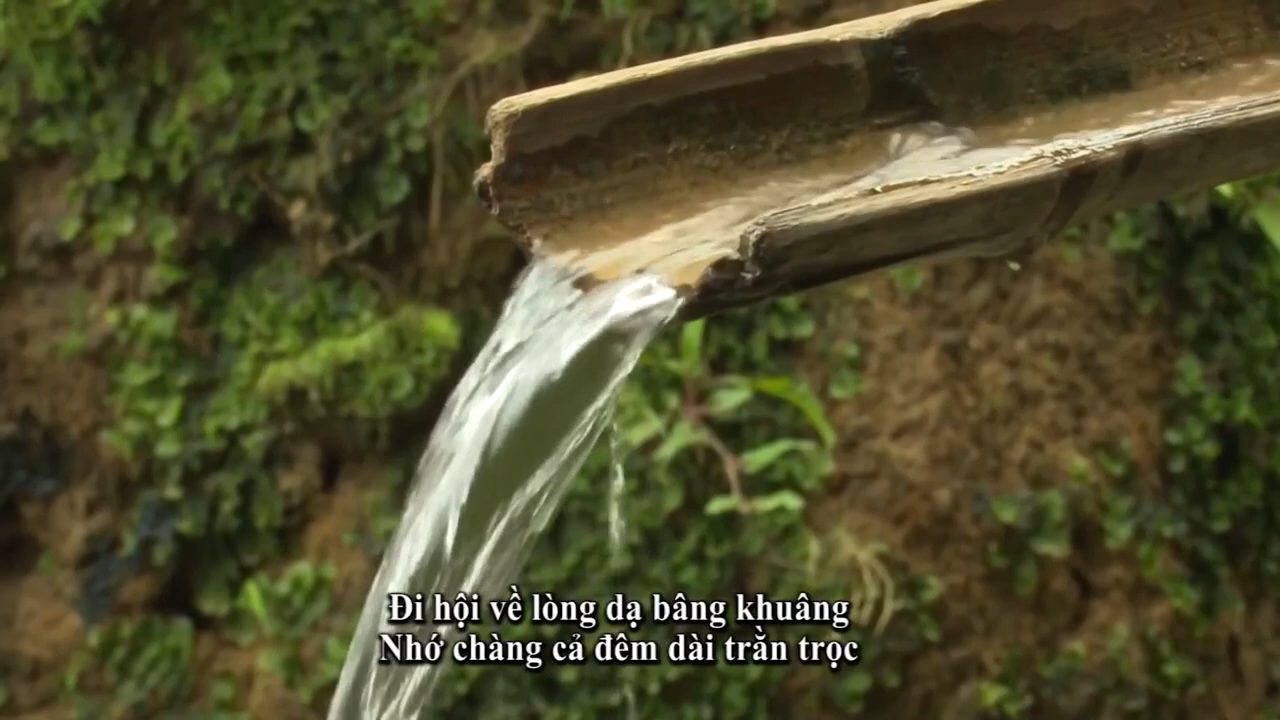 Đi hội về lòng dạ bâng khuâng
Nhớ chàng cả đêm dài trằn trọc